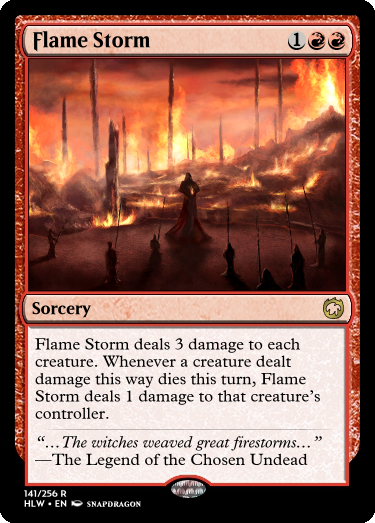 Flame Storm 1
Sorcery
Flame Storm deals 3 damage to each
creature. Whenever a creature dealt
damage this way dies this turn, Flame
Storm deals 1 damage to that creature’s
controller.
“…The witches weaved great firestorms…”
—The Legend of the Chosen Undead
141/256 R
HLW • EN SNAPDRAGON